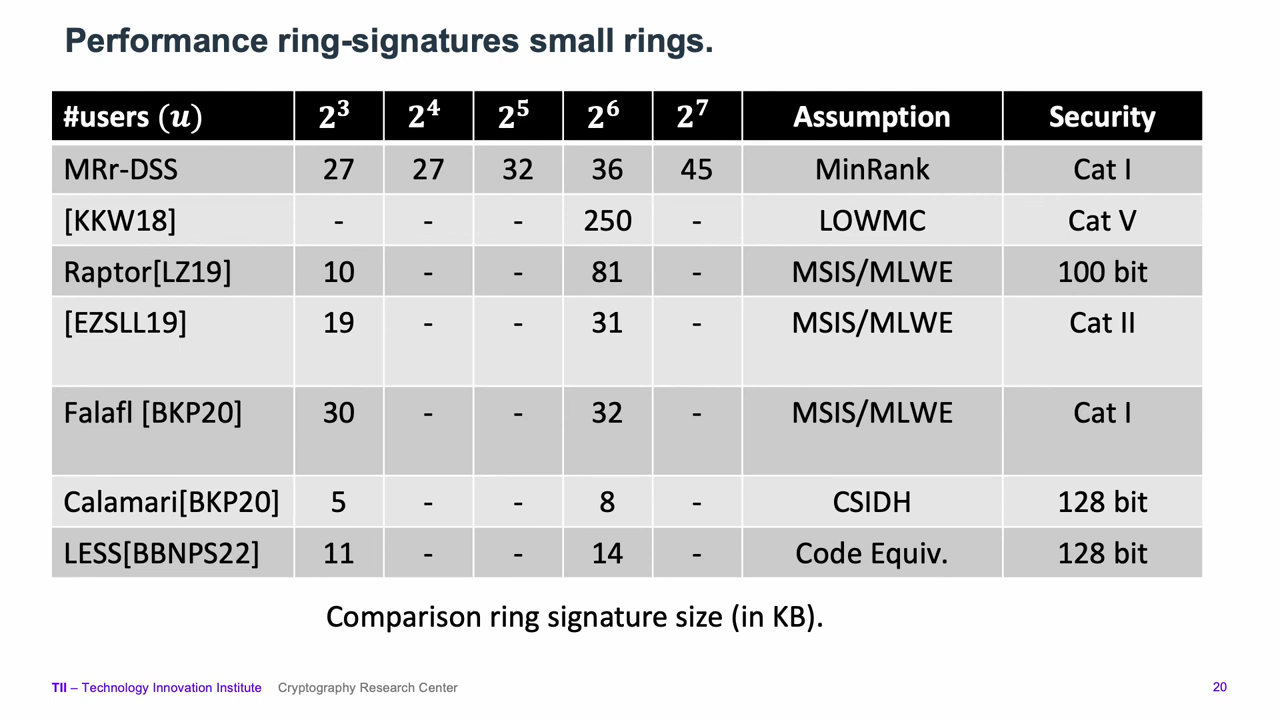 Performance ring-signatures small rings.
#users (𝒖) 2³ 2⁴ 2⁵ 2⁶ 2⁷ Assumption Security
MRr-DSS 27 27 32 36 45 MinRank Cat I
[KKW18] - - - 250 - LOWMC Cat V
Raptor[LZ19] 10 - - 81 - MSIS/MLWE 100 bit
[EZSLL19] 19 - - 31 - MSIS/MLWE Cat II
Falafl [BKP20] 30 - - 32 - MSIS/MLWE Cat I
Calamari[BKP20] 5 - - 8 - CSIDH 128 bit
LESS[BBNPS22] 11 - - 14 - Code Equiv. 128 bit
Comparison ring signature size (in KB).
TII – Technology Innovation Institute Cryptography Research Center 20